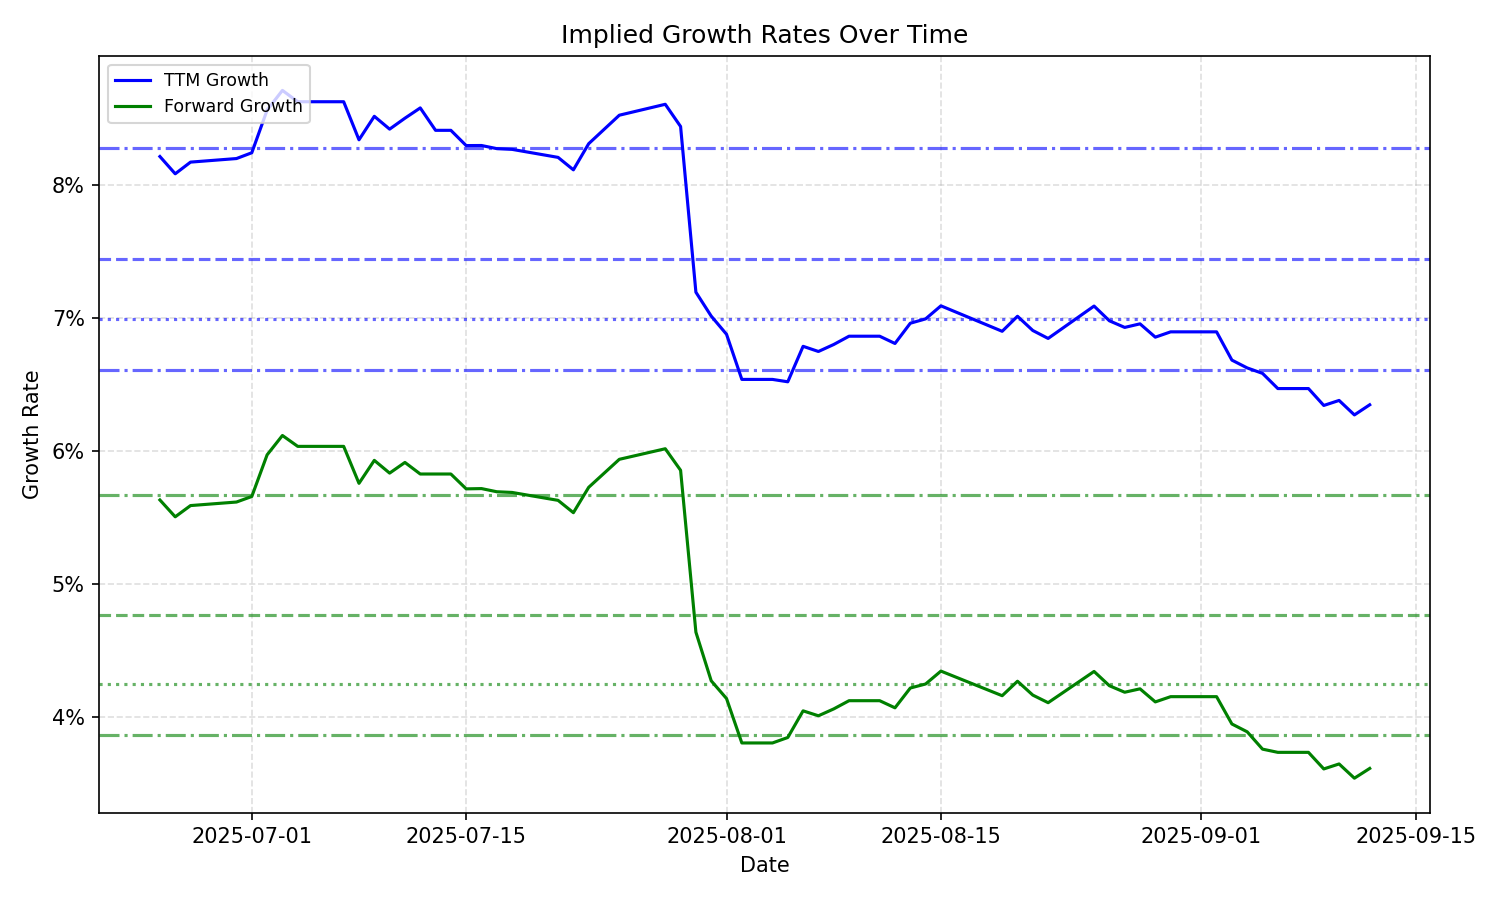 Implied Growth Rates Over Time
TTM Growth
Forward Growth
8%
7%
6%
5%
4%
Growth Rate
2025-07-01
2025-07-15
2025-08-01
2025-08-15
2025-09-01
2025-09-15
Date